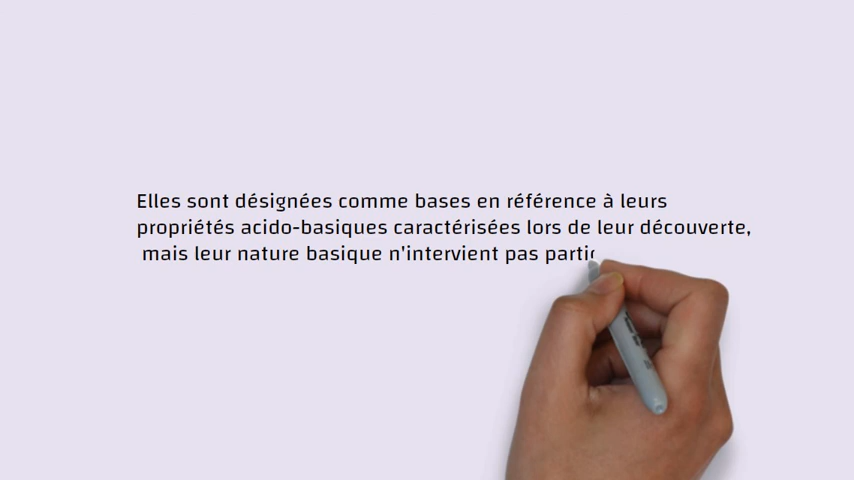 Elles sont désignées comme bases en référence à leurs
propriétés acido-basiques caractérisées lors de leur découverte,
mais leur nature basique n'intervient pas